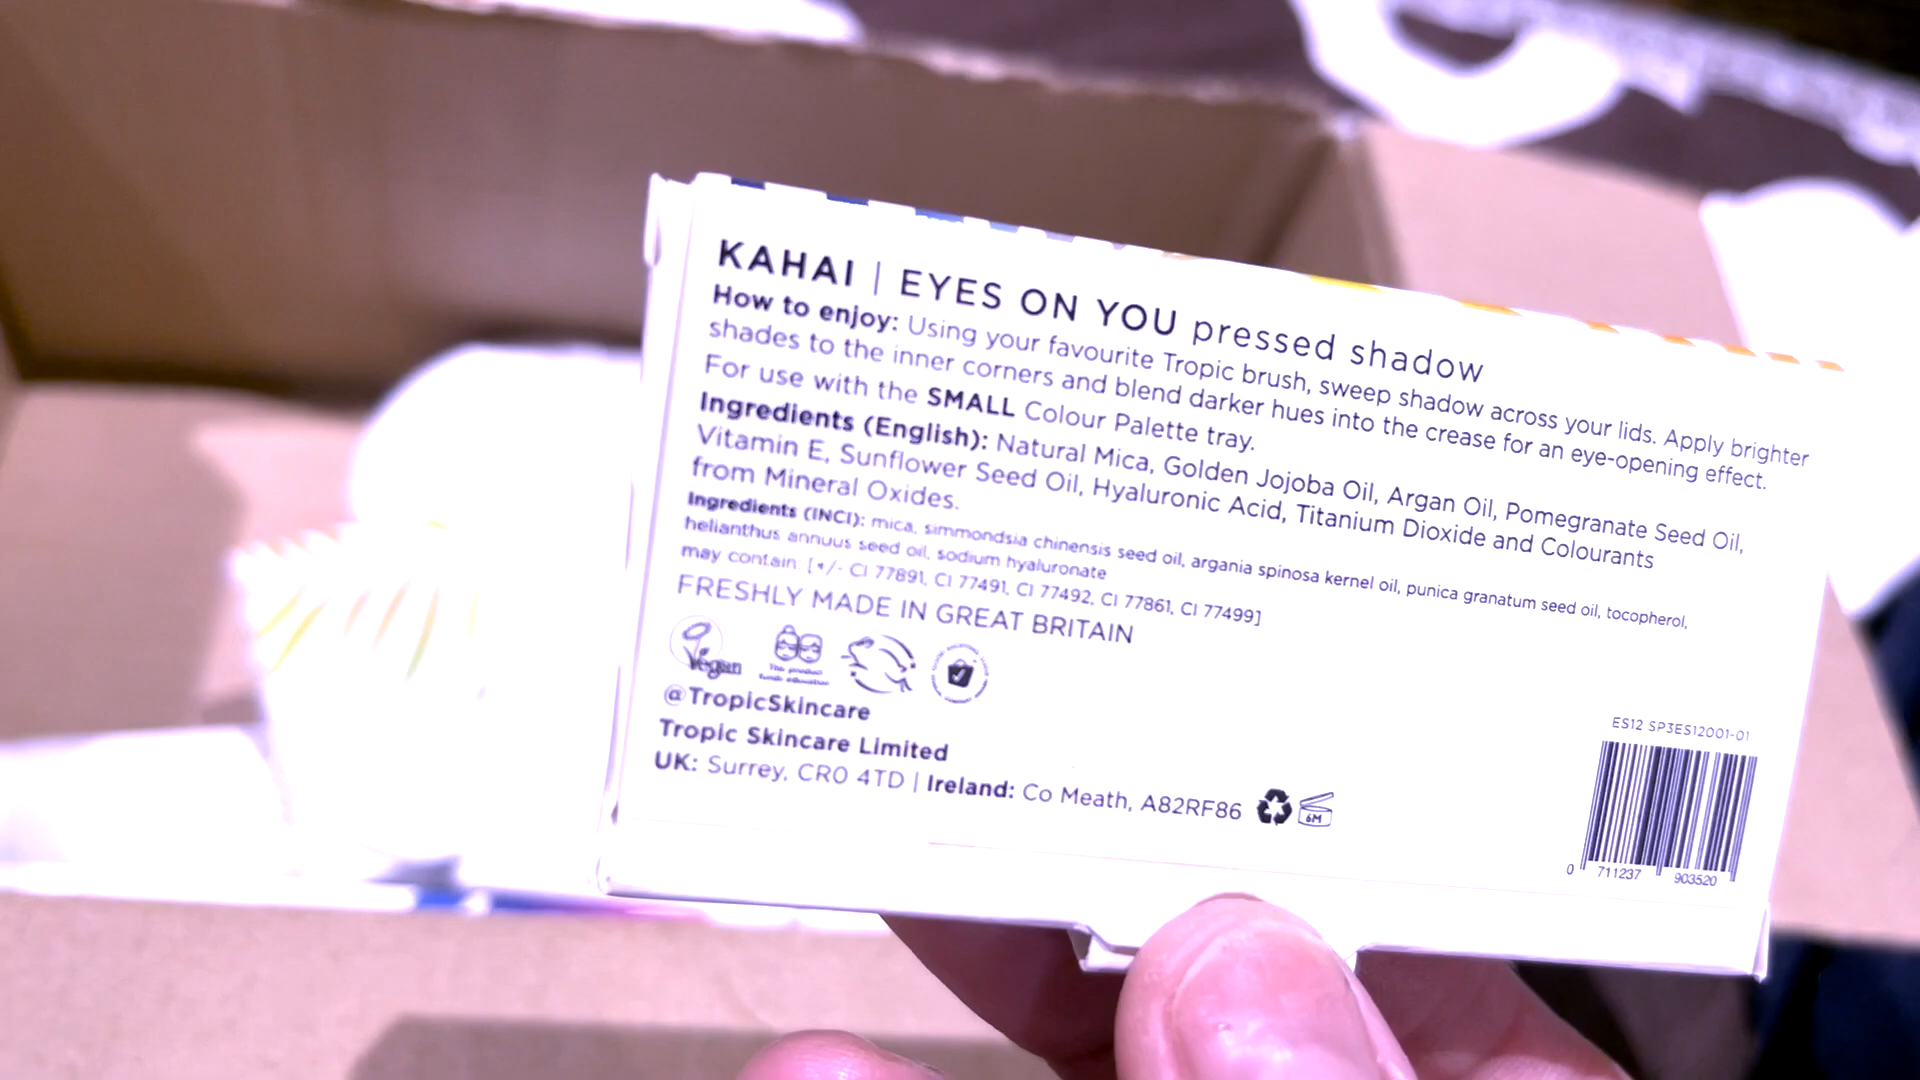 KAHAI | EYES ON YOU pressed shadow
How to enjoy: Using your favourite Tropic brush, sweep shadow across your lids. Apply brighter
shades to the inner corners and blend darker hues into the crease for an eye-opening effect.
For use with the SMALL Colour Palette tray.
Ingredients (English): Natural Mica, Golden Jojoba Oil, Argan Oil, Pomegranate Seed Oil,
Vitamin E, Sunflower Seed Oil, Hyaluronic Acid, Titanium Dioxide and Colourants
from Mineral Oxides.
Ingredients (INCI): mica, simmondsia chinensis seed oil, argania spinosa kernel oil, punica granatum seed oil, tocopherol,
helianthus annuus seed oil, sodium hyaluronate
may contain: [+/- CI 77891, CI 77491, CI 77492, CI 77861, CI 77499]
FRESHLY MADE IN GREAT BRITAIN
Vegan
@TropicSkincare
Tropic Skincare Limited
UK: Surrey, CR0 4TD | Ireland: Co Meath, A82RF86
6M
ES12 SP3ES12001-01
0 711237 903520